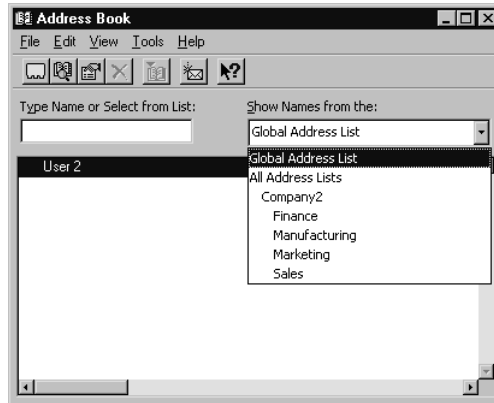 Address Book
File Edit View Tools Help
Type Name or Select from List:
Show Names from the:
Global Address List
User 2
Global Address List
All Address Lists
Company2
Finance
Manufacturing
Marketing
Sales